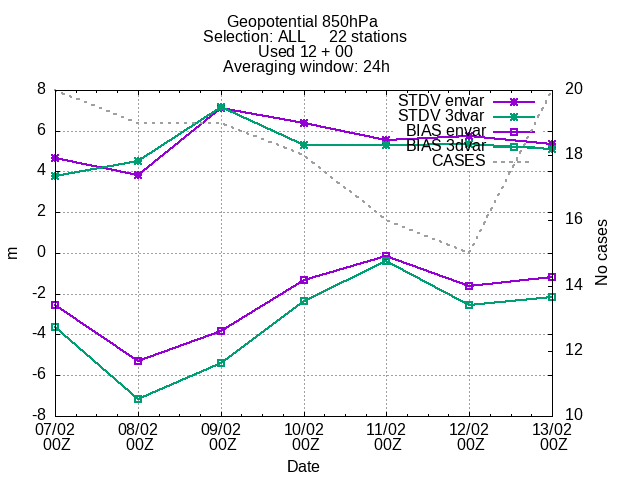 Geopotential 850hPa
Selection: ALL 22 stations
Used 12 + 00
Averaging window: 24h
8
6
4
2
0
-2
-4
-6
-8
m
STDV envar
STDV 3dvar
BIAS envar
BIAS 3dvar
CASES
20
18
16
14
12
10
No cases
07/02 08/02 09/02 10/02 11/02 12/02 13/02
00Z 00Z 00Z 00Z 00Z 00Z 00Z
Date